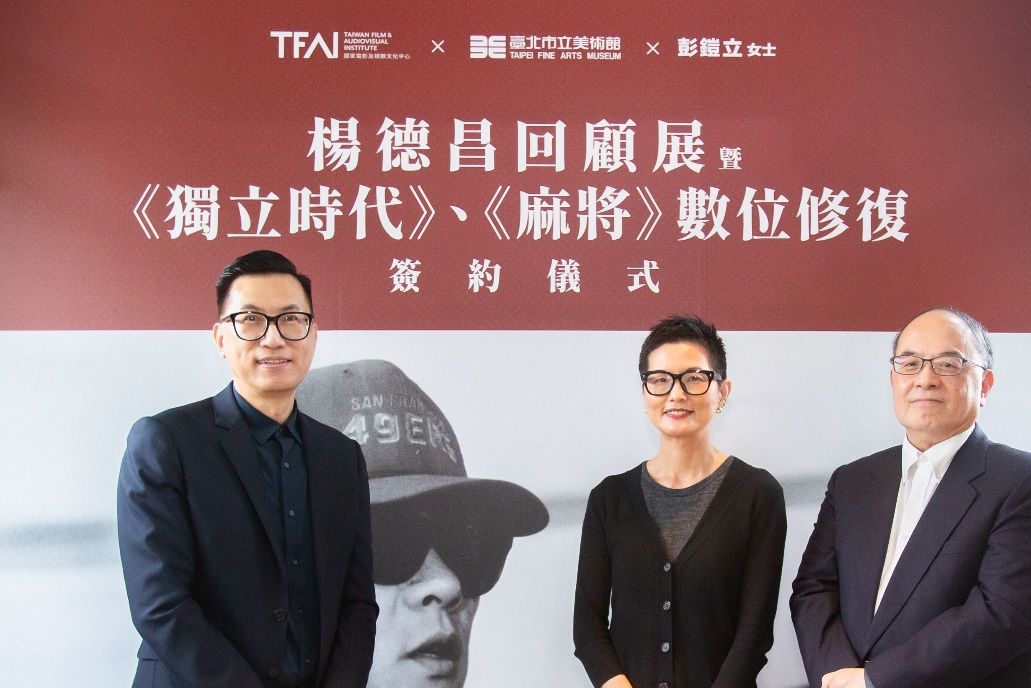 TFAI TAIWAN FILM & AUDIOVISUAL INSTITUTE 國家電影及視聽文化中心 × 臺北市立美術館 TAIPEI FINE ARTS MUSEUM × 彭鎧立 女士
楊德昌回顧展 暨
《獨立時代》、《麻將》數位修復
簽約儀式
SAN FRAN
49ERS